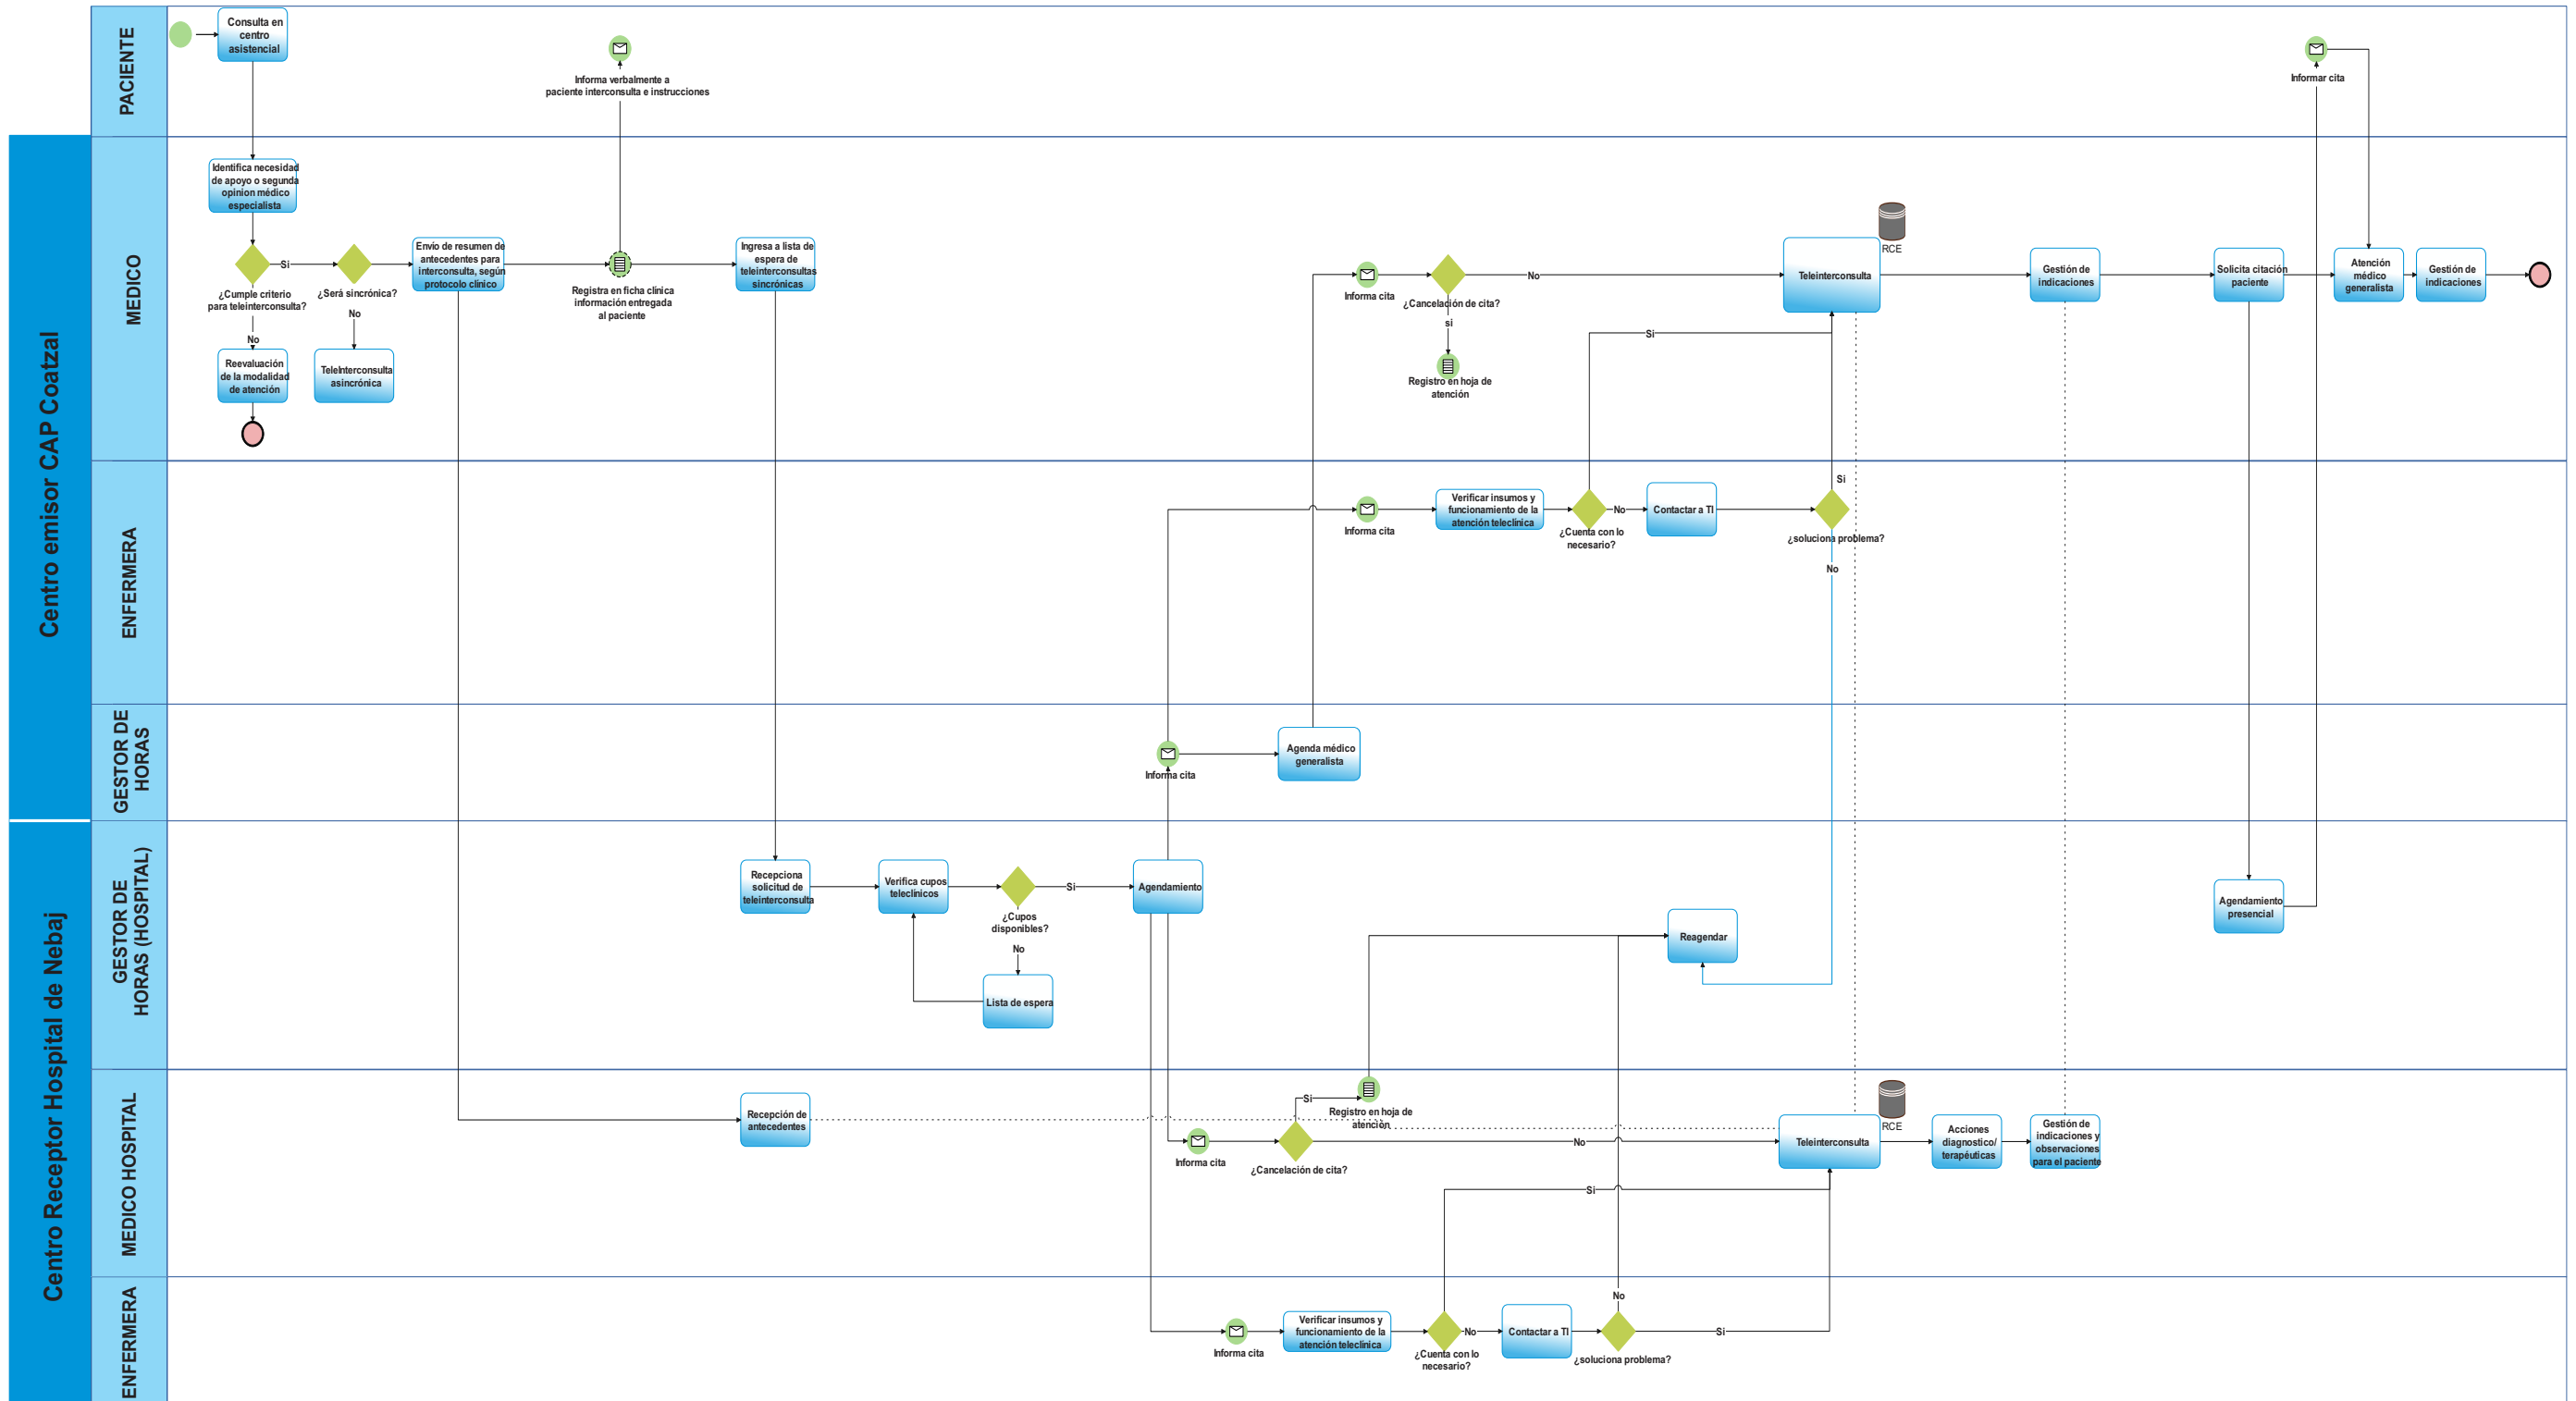 Centro emisor CAP Coatzal
Centro Receptor Hospital de Nebaj
PACIENTE
Consulta en
centro
asistencial
Informa verbalmente a
paciente interconsulta e instrucciones
Informar cita
MEDICO
Identifica necesidad
de apoyo o segunda
opinion médico
especialista
Si
¿Cumple criterio
para teleinterconsulta?
No
Reevaluación
de la modalidad
de atención
¿Será sincrónica?
No
TeleInterconsulta
asincrónica
Envío de resumen de
antecedentes para
interconsulta, según
protocolo clínico
Registra en ficha clínica
información entregada
al paciente
Ingresa a lista de
espera de
teleinterconsultas
sincrónicas
Informa cita
¿Cancelación de cita?
No
si
Registro en hoja de
atención
Si
Teleinterconsulta
RCE
Gestión de
indicaciones
Solicita citación
paciente
Atención
médico
generalista
Gestión de
indicaciones
ENFERMERA
Informa cita
Verificar insumos y
funcionamiento de la
atención teleclínica
¿Cuenta con lo
necesario?
No
Contactar a TI
Si
¿soluciona problema?
No
GESTOR DE
HORAS
Informa cita
Agenda médico
generalista
GESTOR DE
HORAS (HOSPITAL)
Recepciona
solicitud de
teleinterconsulta
Verifica cupos
teleclínicos
¿Cupos
disponibles?
Si
No
Lista de espera
Agendamiento
Reagendar
Agendamiento
presencial
MEDICO HOSPITAL
Recepción de
antecedentes
Informa cita
¿Cancelación de cita?
Si
Registro en hoja de
atención
No
Si
Teleinterconsulta
RCE
Acciones
diagnostico/
terapéuticas
Gestión de
indicaciones y
observaciones
para el paciente
ENFERMERA
Informa cita
Verificar insumos y
funcionamiento de la
atención teleclínica
¿Cuenta con lo
necesario?
No
Contactar a TI
No
¿soluciona problema?
Si